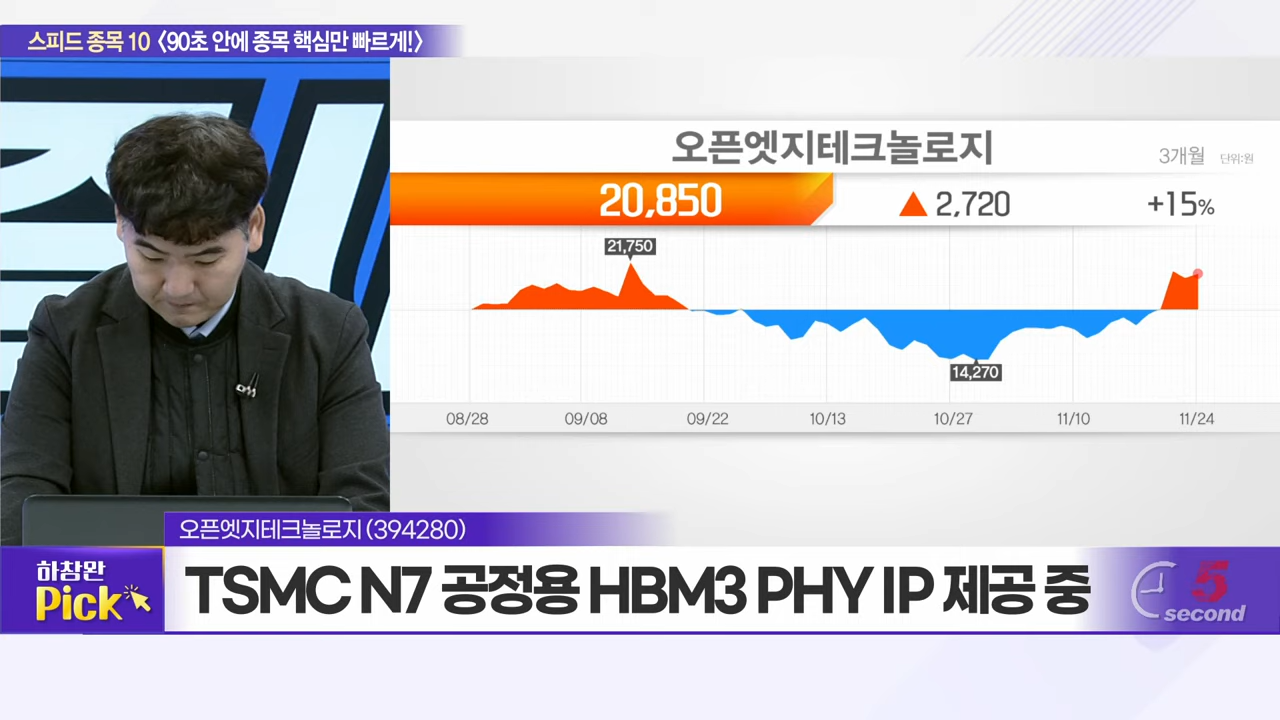 스피드 종목 10 〈90초 안에 종목 핵심만 빠르게!〉
오픈엣지테크놀로지
3개월 단위:원
20,850 ▲ 2,720 +15%
21,750
14,270
08/28 09/08 09/22 10/13 10/27 11/10 11/24
오픈엣지테크놀로지 (394280)
하창완
Pick
TSMC N7 공정용 HBM3 PHY IP 제공 중
5
second